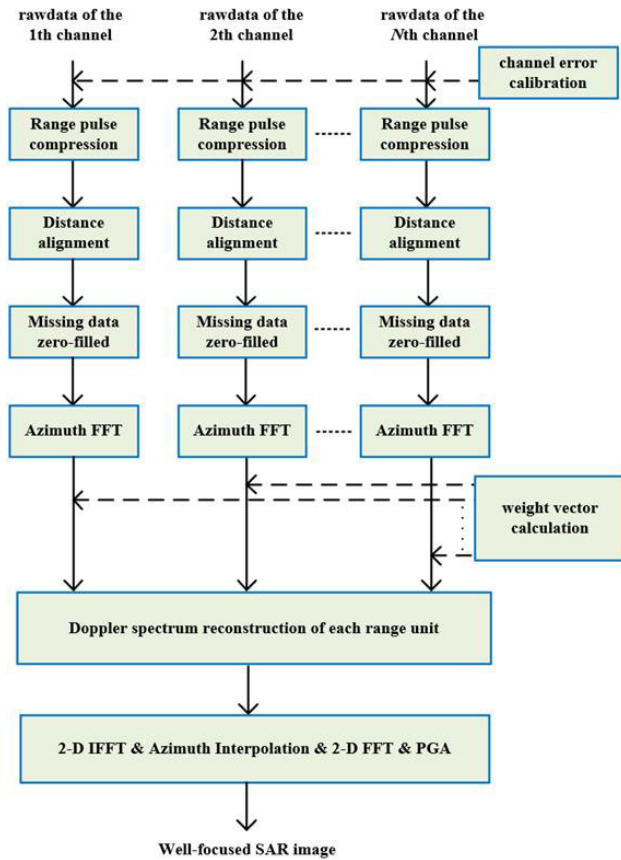 rawdata of the
1th channel
rawdata of the
2th channel
rawdata of the
Nth channel
channel error
calibration
Range pulse
compression
Range pulse
compression
Range pulse
compression
Distance
alignment
Distance
alignment
Distance
alignment
Missing data
zero-filled
Missing data
zero-filled
Missing data
zero-filled
Azimuth FFT
Azimuth FFT
Azimuth FFT
weight vector
calculation
Doppler spectrum reconstruction of each range unit
2-D IFFT & Azimuth Interpolation & 2-D FFT & PGA
Well-focused SAR image